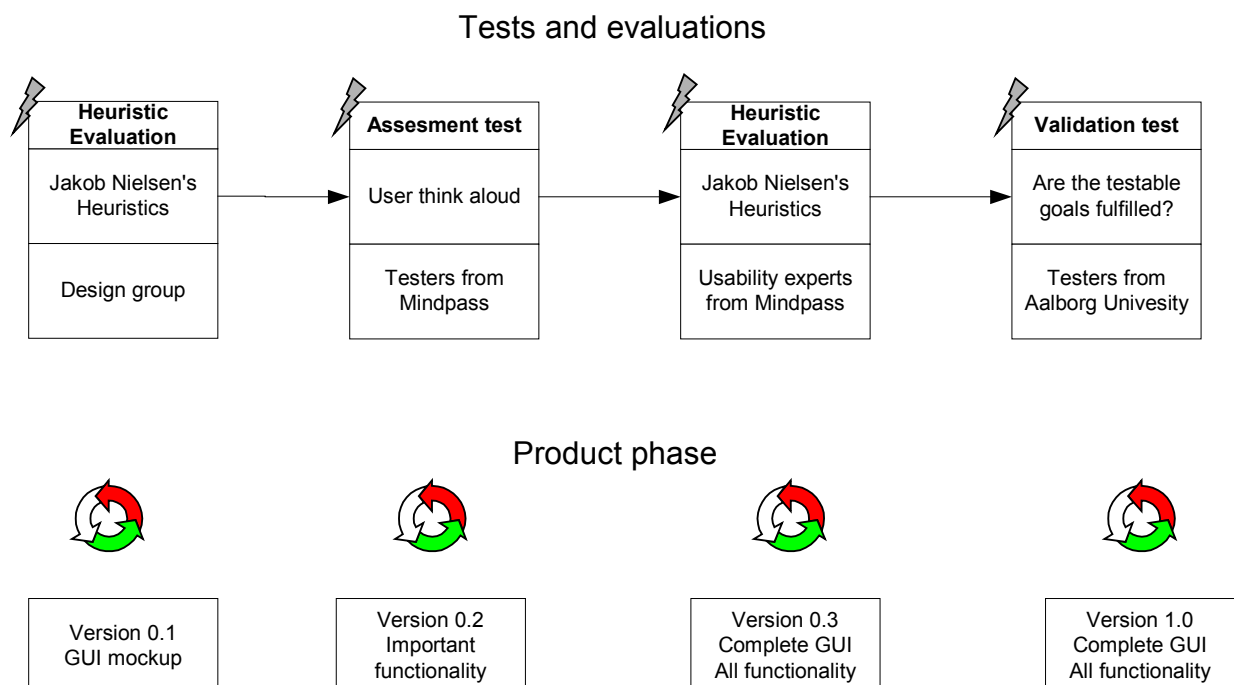 Tests and evaluations
Heuristic
Evaluation
Jakob Nielsen's
Heuristics
Design group
Assesment test
User think aloud
Testers from
Mindpass
Heuristic
Evaluation
Jakob Nielsen's
Heuristics
Usability experts
from Mindpass
Validation test
Are the testable
goals fulfilled?
Testers from
Aalborg Univesity
Product phase
Version 0.1
GUI mockup
Version 0.2
Important
functionality
Version 0.3
Complete GUI
All functionality
Version 1.0
Complete GUI
All functionality